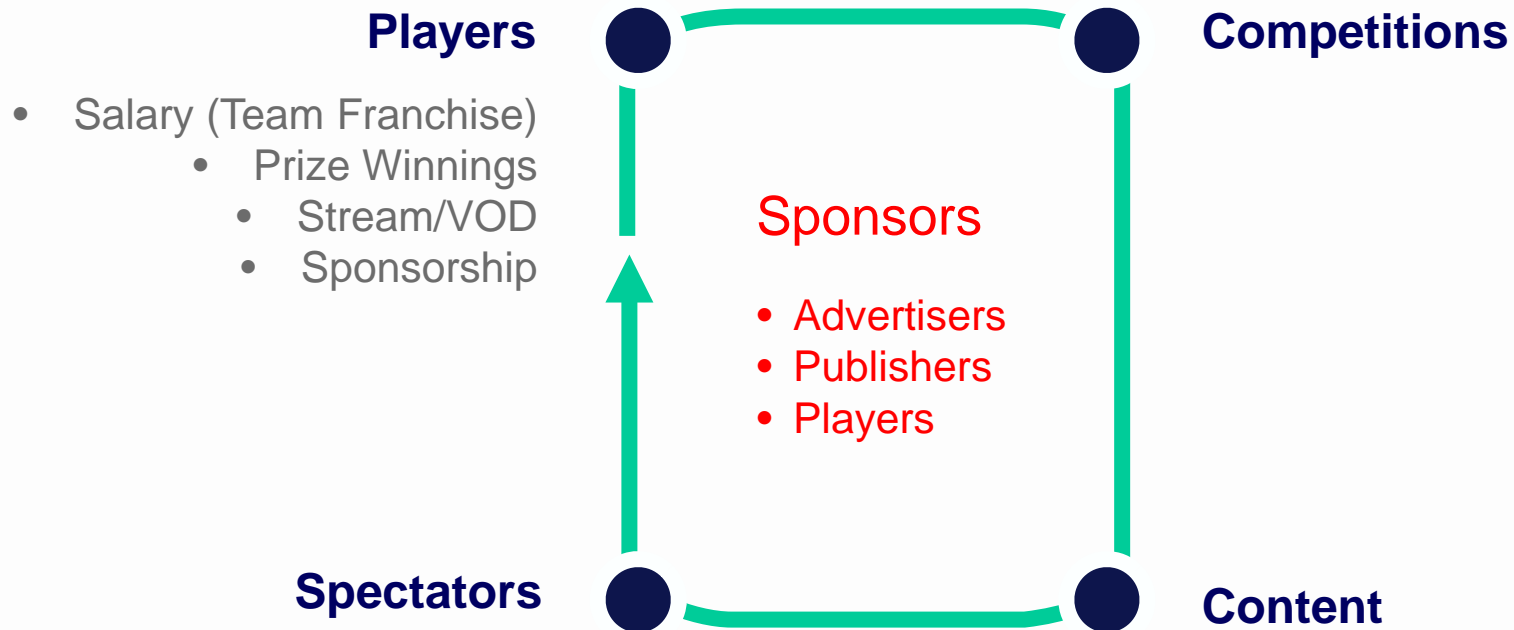 Players
• Salary (Team Franchise)
• Prize Winnings
• Stream/VOD
• Sponsorship
Competitions
Sponsors
• Advertisers
• Publishers
• Players
Spectators
Content